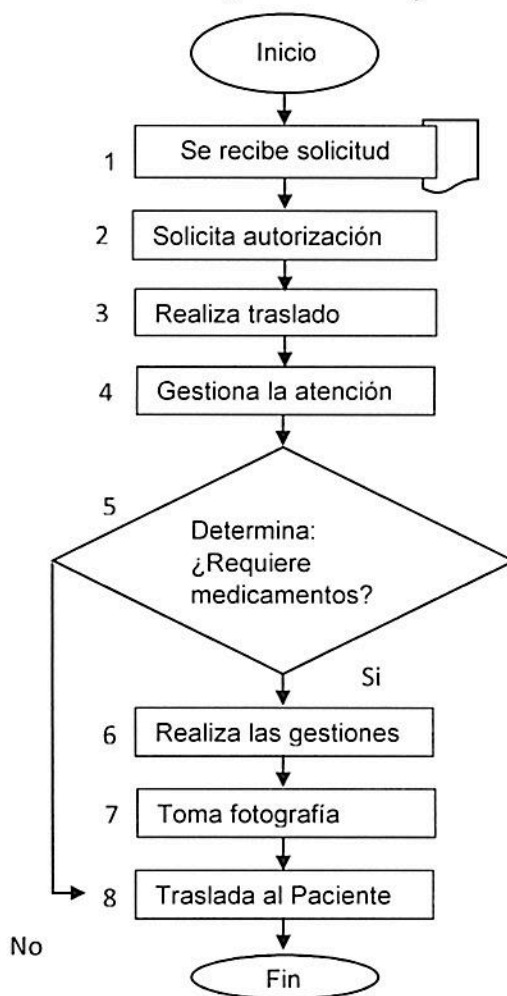 Inicio
1 Se recibe solicitud
2 Solicita autorización
3 Realiza traslado
4 Gestiona la atención
5
Determina:
¿Requiere
medicamentos?
Si
6 Realiza las gestiones
7 Toma fotografía
8 Traslada al Paciente
No
Fin